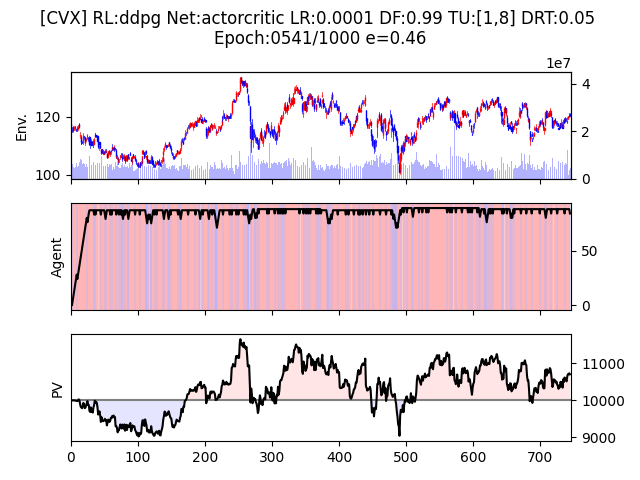 [CVX] RL:ddpg Net:actorcritic LR:0.0001 DF:0.99 TU:[1,8] DRT:0.05
Epoch:0541/1000 e=0.46
1e7
Env.
120
100
4
2
0
Agent
50
0
PV
11000
10000
9000
0 100 200 300 400 500 600 700